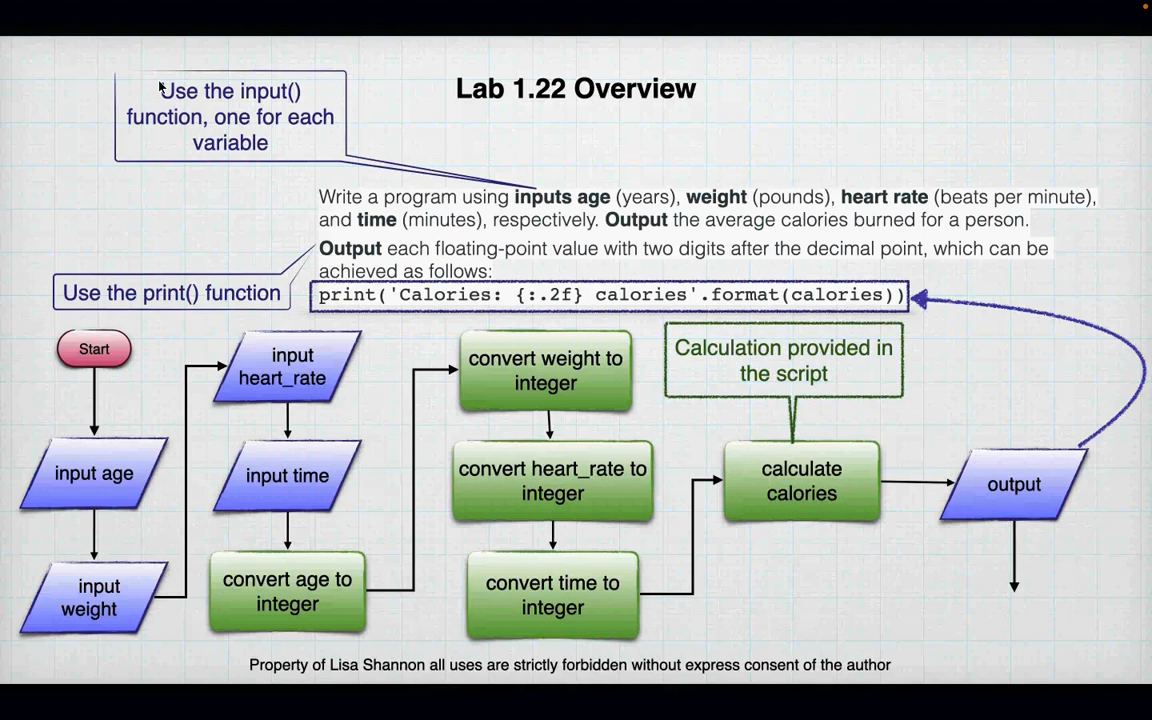 Lab 1.22 Overview
Use the input()
function, one for each
variable
Write a program using inputs age (years), weight (pounds), heart rate (beats per minute),
and time (minutes), respectively. Output the average calories burned for a person.
Output each floating-point value with two digits after the decimal point, which can be
achieved as follows:
print('Calories: {:.2f} calories'.format(calories))
Use the print() function
Start
input age
input
weight
input
heart_rate
input time
convert age to
integer
convert weight to
integer
convert heart_rate to
integer
convert time to
integer
Calculation provided in
the script
calculate
calories
output
Property of Lisa Shannon all uses are strictly forbidden without express consent of the author